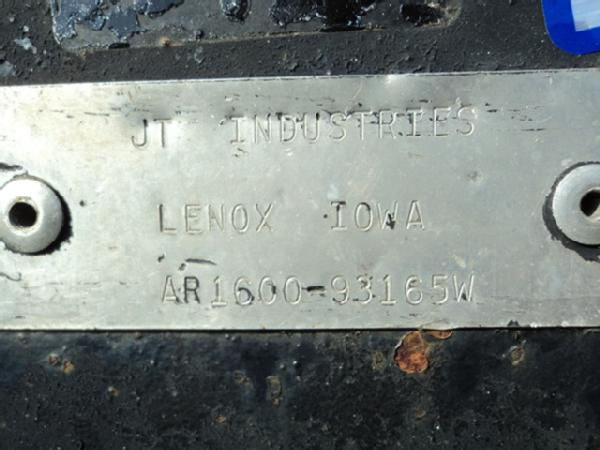 JT INDUSTRIES
LENOX IOWA
AR1600-93165W